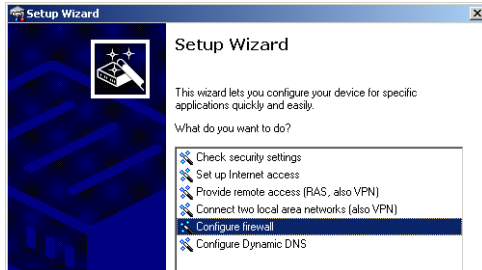 Setup Wizard
Setup Wizard
This wizard lets you configure your device for specific
applications quickly and easily.
What do you want to do?
Check security settings
Set up Internet access
Provide remote access (RAS, also VPN)
Connect two local area networks (also VPN)
Configure firewall
Configure Dynamic DNS